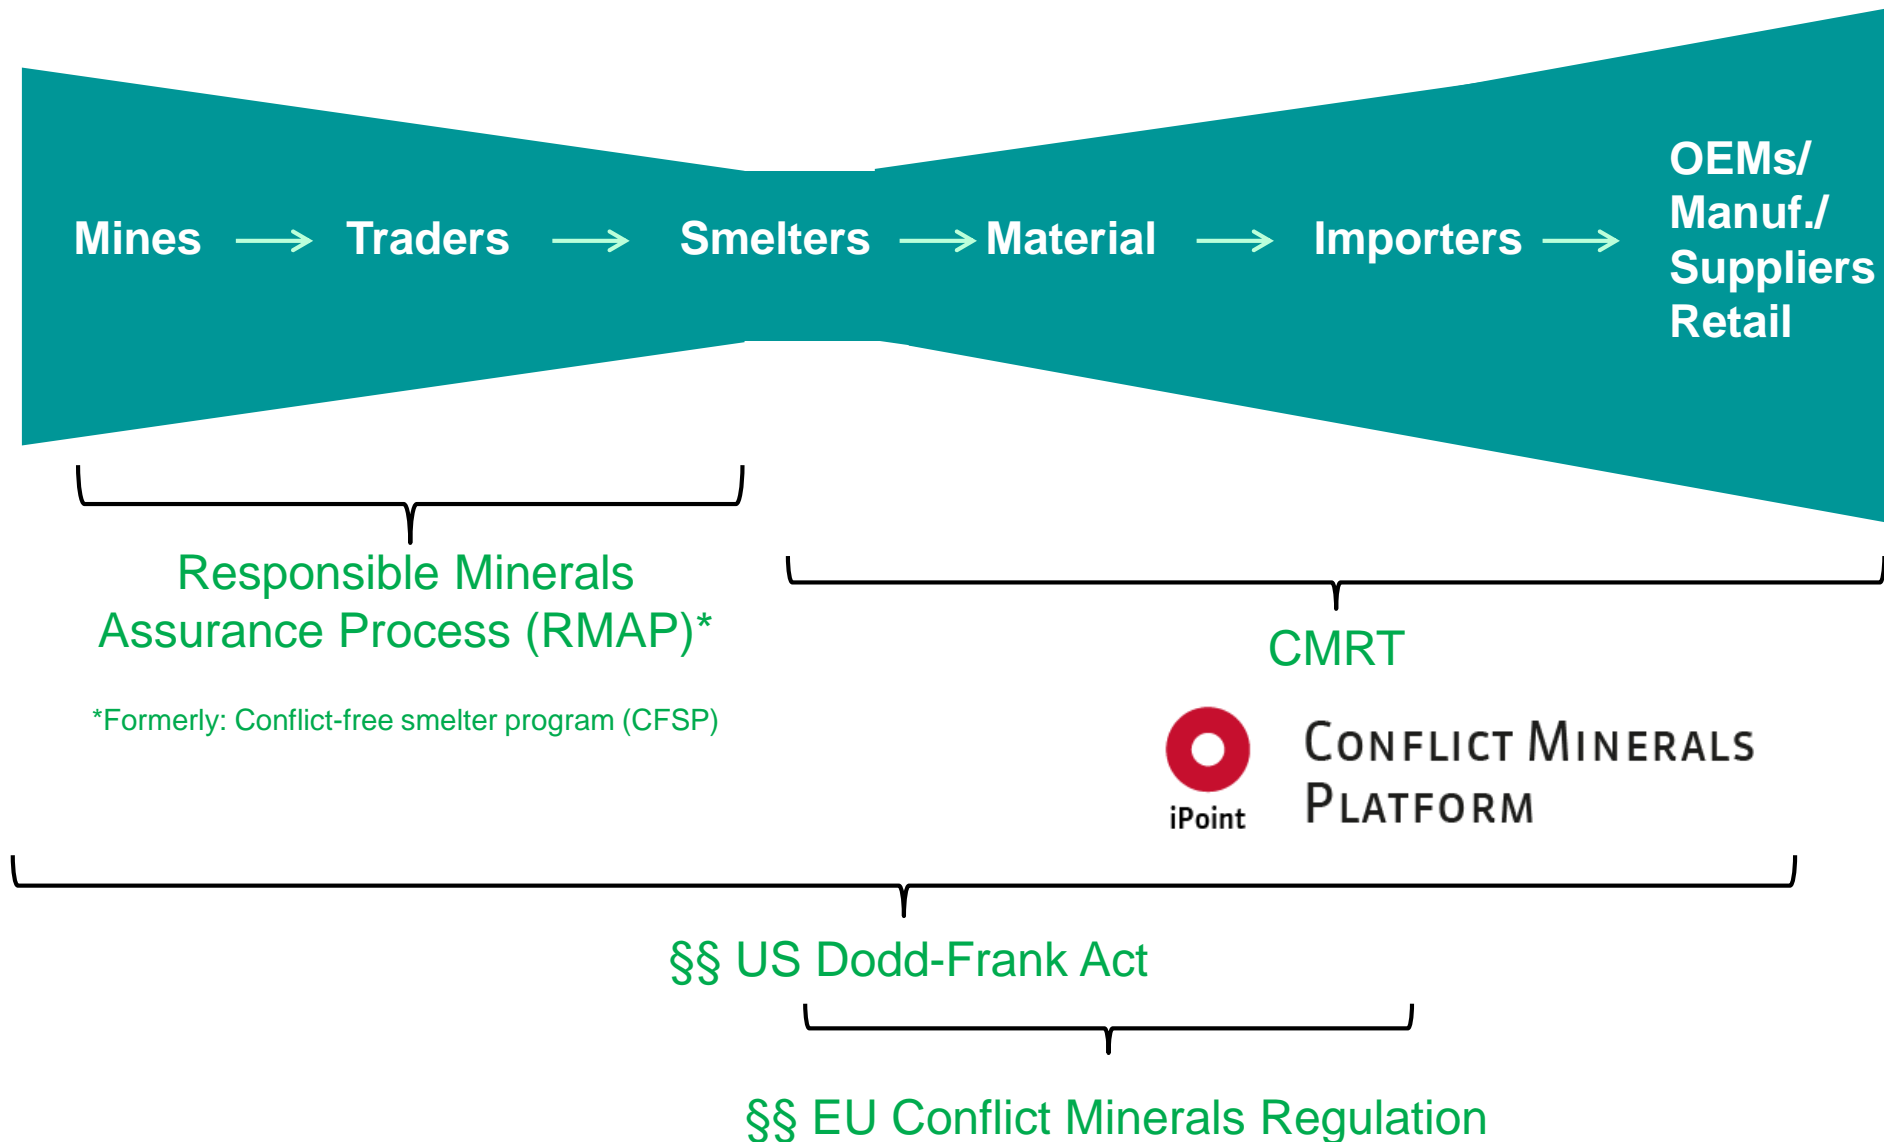 Mines → Traders → Smelters → Material → Importers → 
OEMs/
Manuf./
Suppliers
Retail
Responsible Minerals
Assurance Process (RMAP)*
*Formerly: Conflict-free smelter program (CFSP)
CMRT
iPoint
CONFLICT MINERALS
PLATFORM
§§ US Dodd-Frank Act
§§ EU Conflict Minerals Regulation